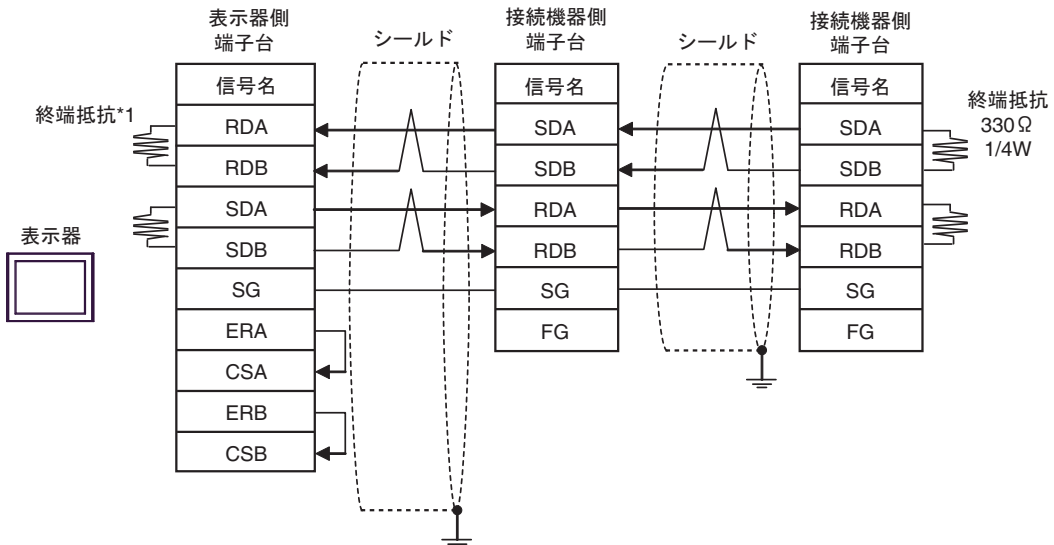 表示器側
端子台
シールド
接続機器側
端子台
シールド
接続機器側
端子台
終端抵抗*1
信号名
RDA
RDB
SDA
SDB
SG
ERA
CSA
ERB
CSB
信号名
SDA
SDB
RDA
RDB
SG
FG
信号名
SDA
SDB
RDA
RDB
SG
FG
終端抵抗
330Ω
1/4W
表示器